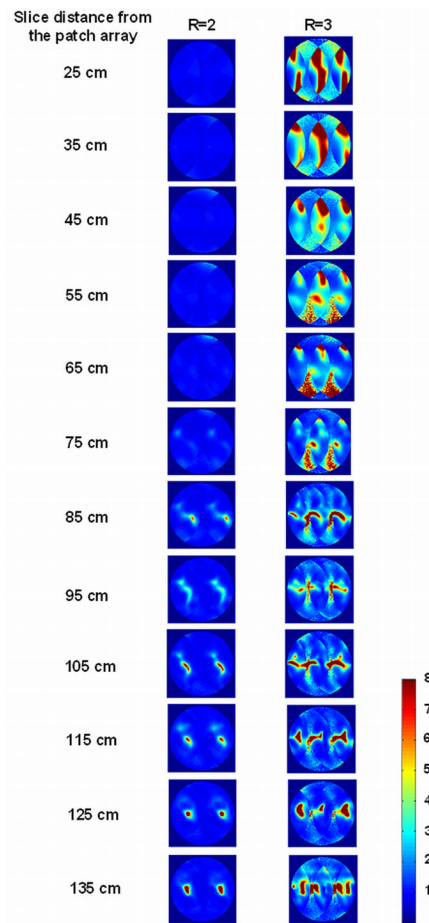 Slice distance from
the patch array
R=2
R=3
25 cm
35 cm
45 cm
55 cm
65 cm
75 cm
85 cm
95 cm
105 cm
115 cm
125 cm
135 cm
8
7
6
5
4
3
2
1